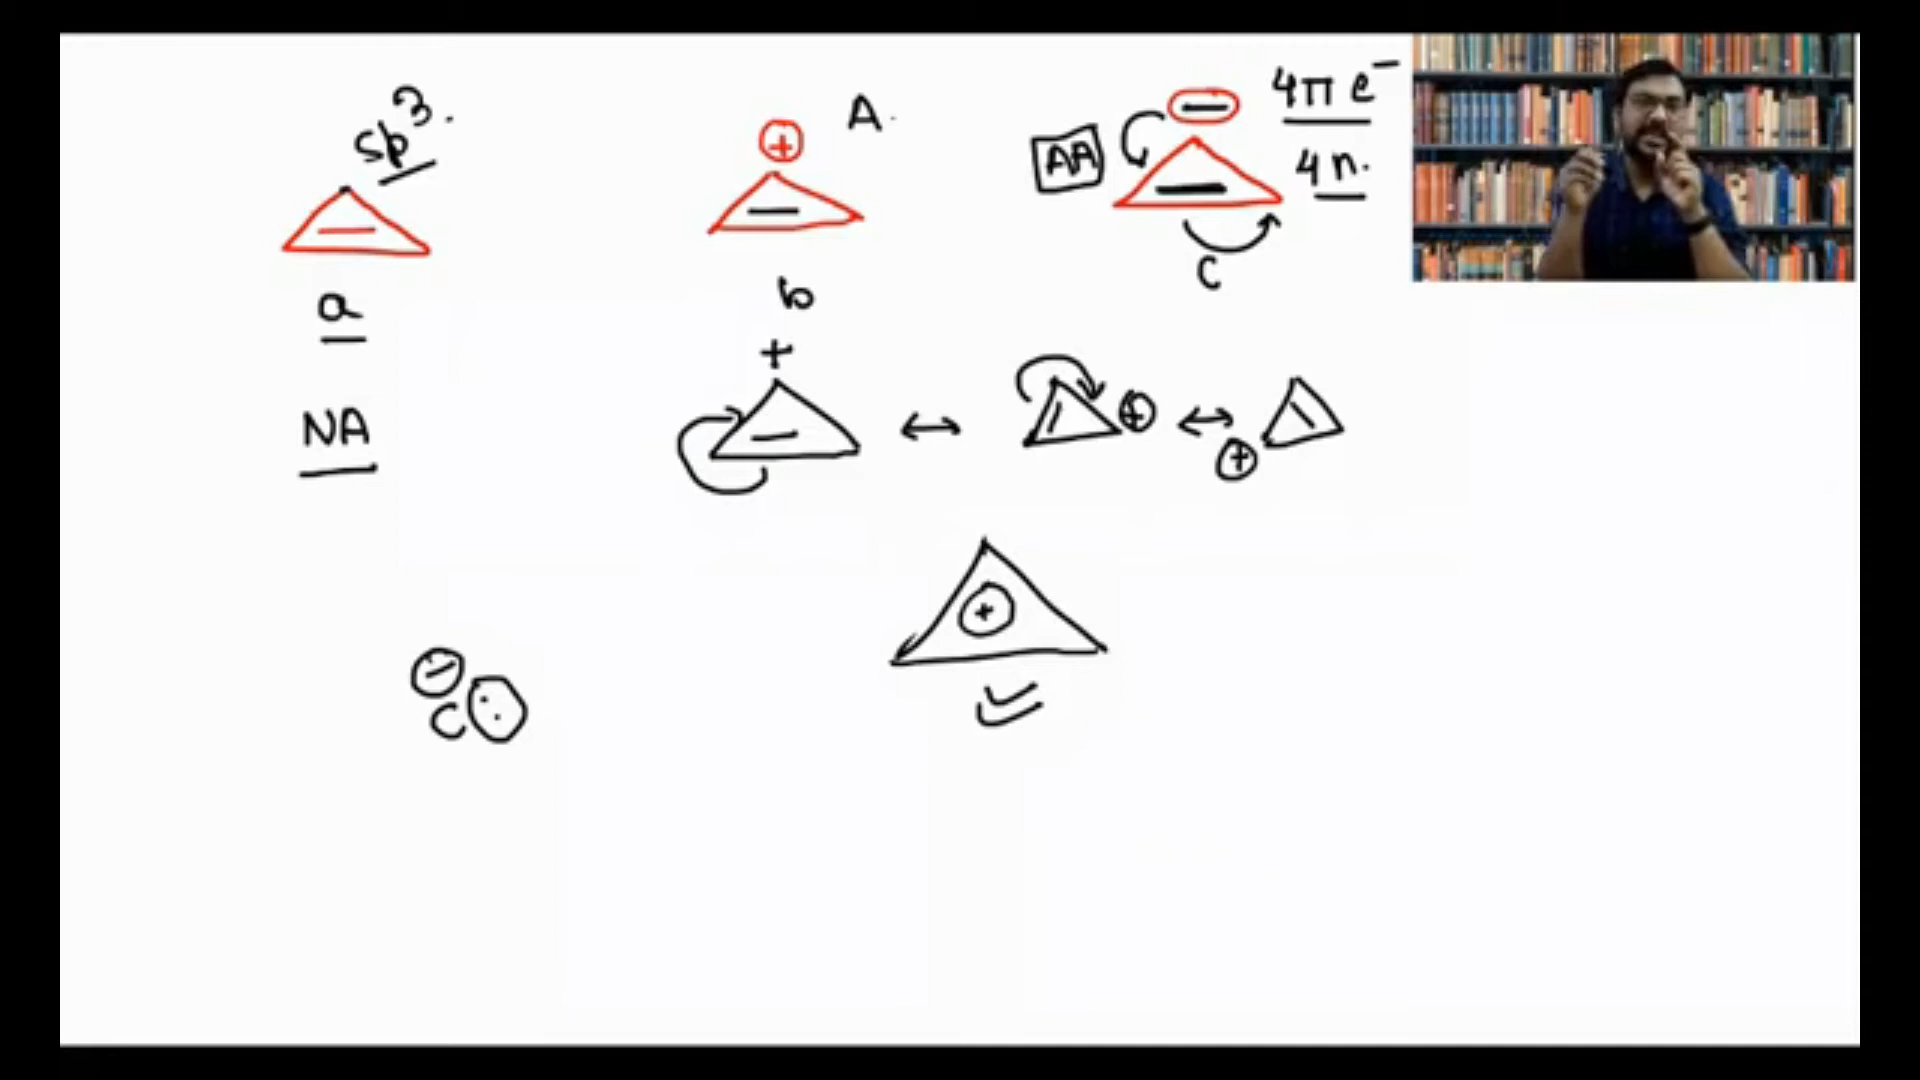 sp³.
a
NA
+ A.
b
+
+
+
+
AA
−
4π e⁻
4n.
c
− C :